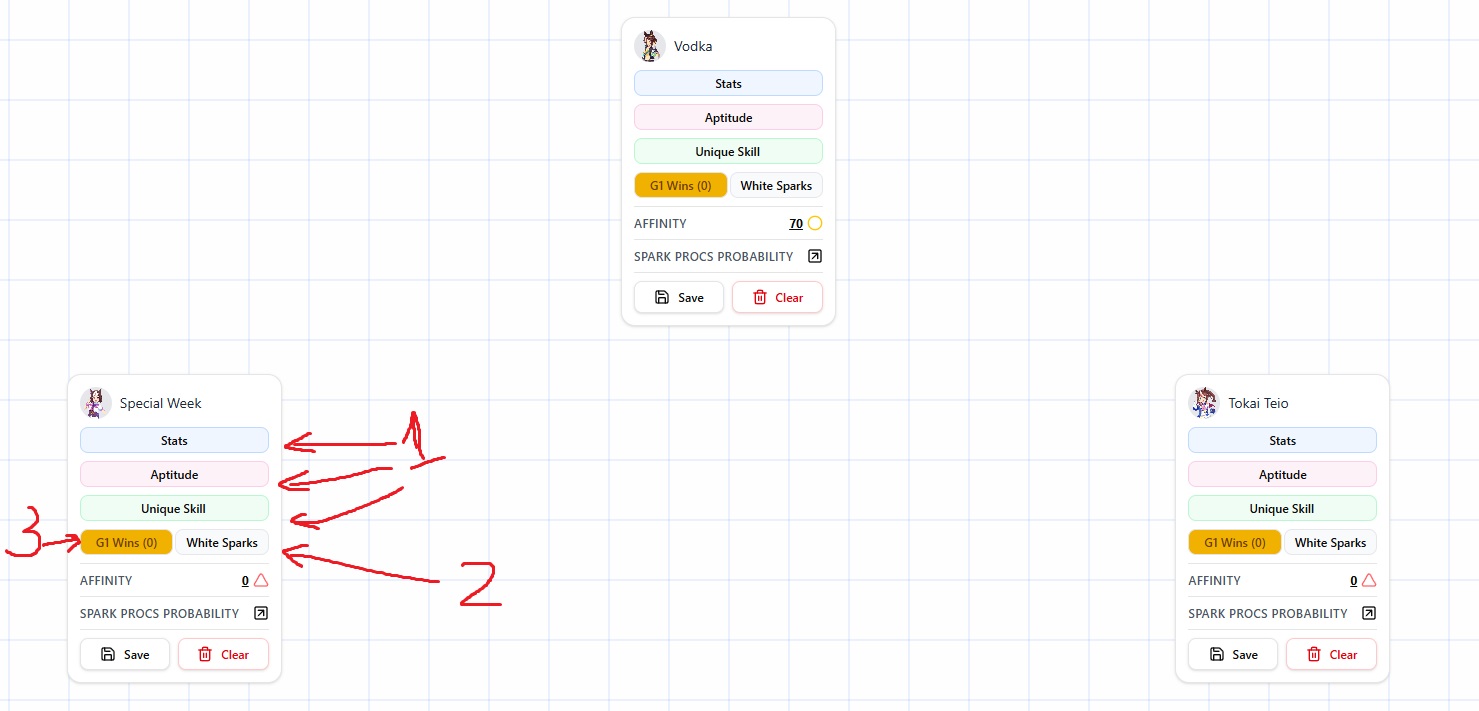 Vodka
Stats
Aptitude
Unique Skill
G1 Wins (0) White Sparks
AFFINITY 70
SPARK PROCS PROBABILITY
Save Clear
Special Week
Stats
Aptitude
Unique Skill
G1 Wins (0) White Sparks
AFFINITY 0
SPARK PROCS PROBABILITY
Save Clear
1
2
3
Tokai Teio
Stats
Aptitude
Unique Skill
G1 Wins (0) White Sparks
AFFINITY 0
SPARK PROCS PROBABILITY
Save Clear